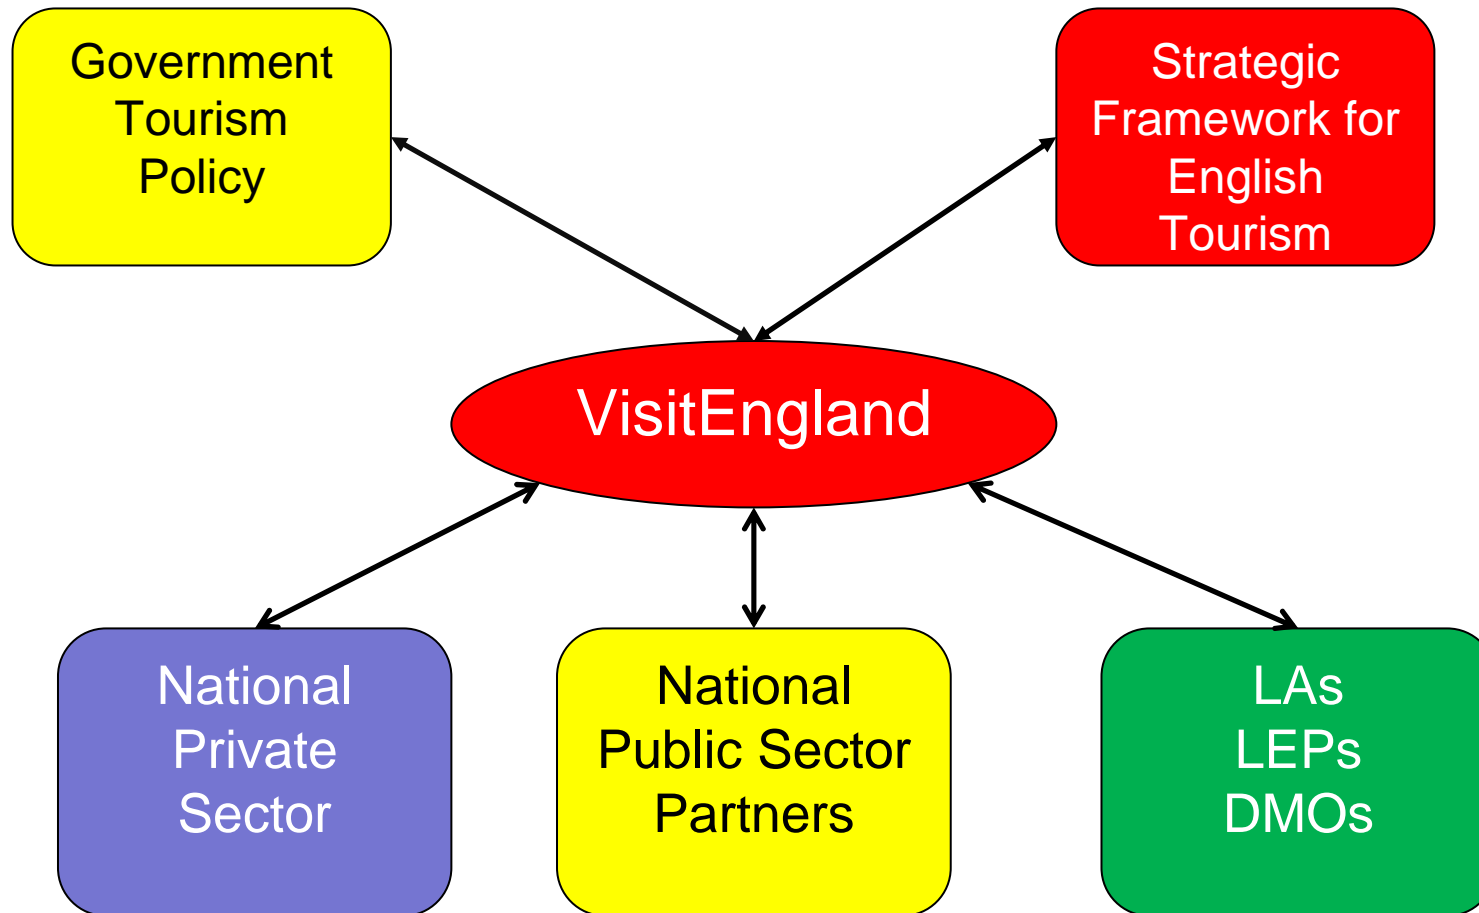 Government
Tourism
Policy
Strategic
Framework for
English
Tourism
VisitEngland
National
Private
Sector
National
Public Sector
Partners
LAs
LEPs
DMOs